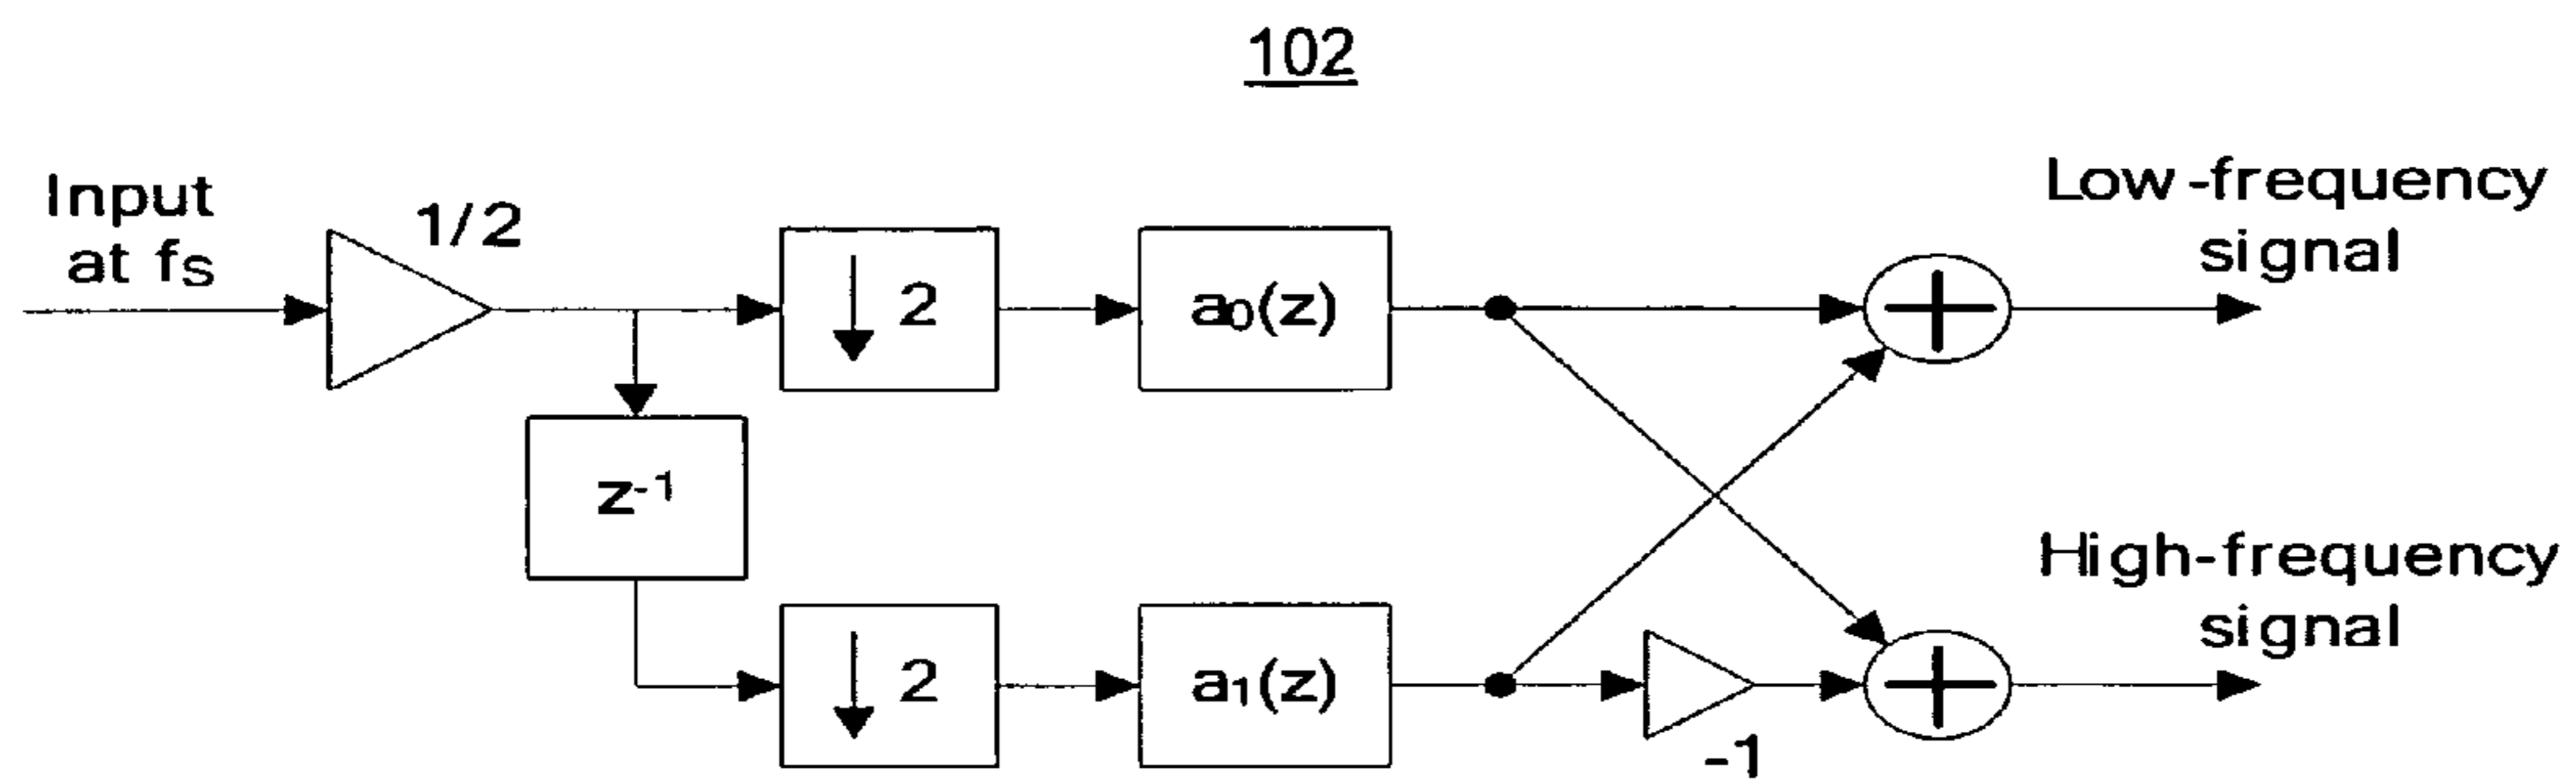 102
Input
at fs
1/2
↓ 2
a₀(z)
Low-frequency
signal
z⁻¹
↓ 2
a₁(z)
-1
High-frequency
signal